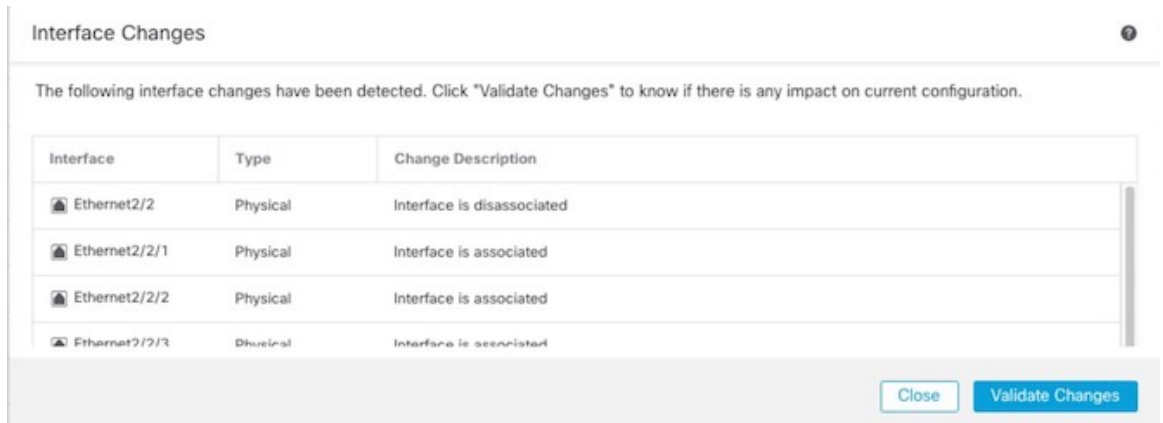 Interface Changes
The following interface changes have been detected. Click "Validate Changes" to know if there is any impact on current configuration.
Interface Type Change Description
Ethernet2/2 Physical Interface is disassociated
Ethernet2/2/1 Physical Interface is associated
Ethernet2/2/2 Physical Interface is associated
Ethernet2/2/3 Physical Interface is associated
Close Validate Changes